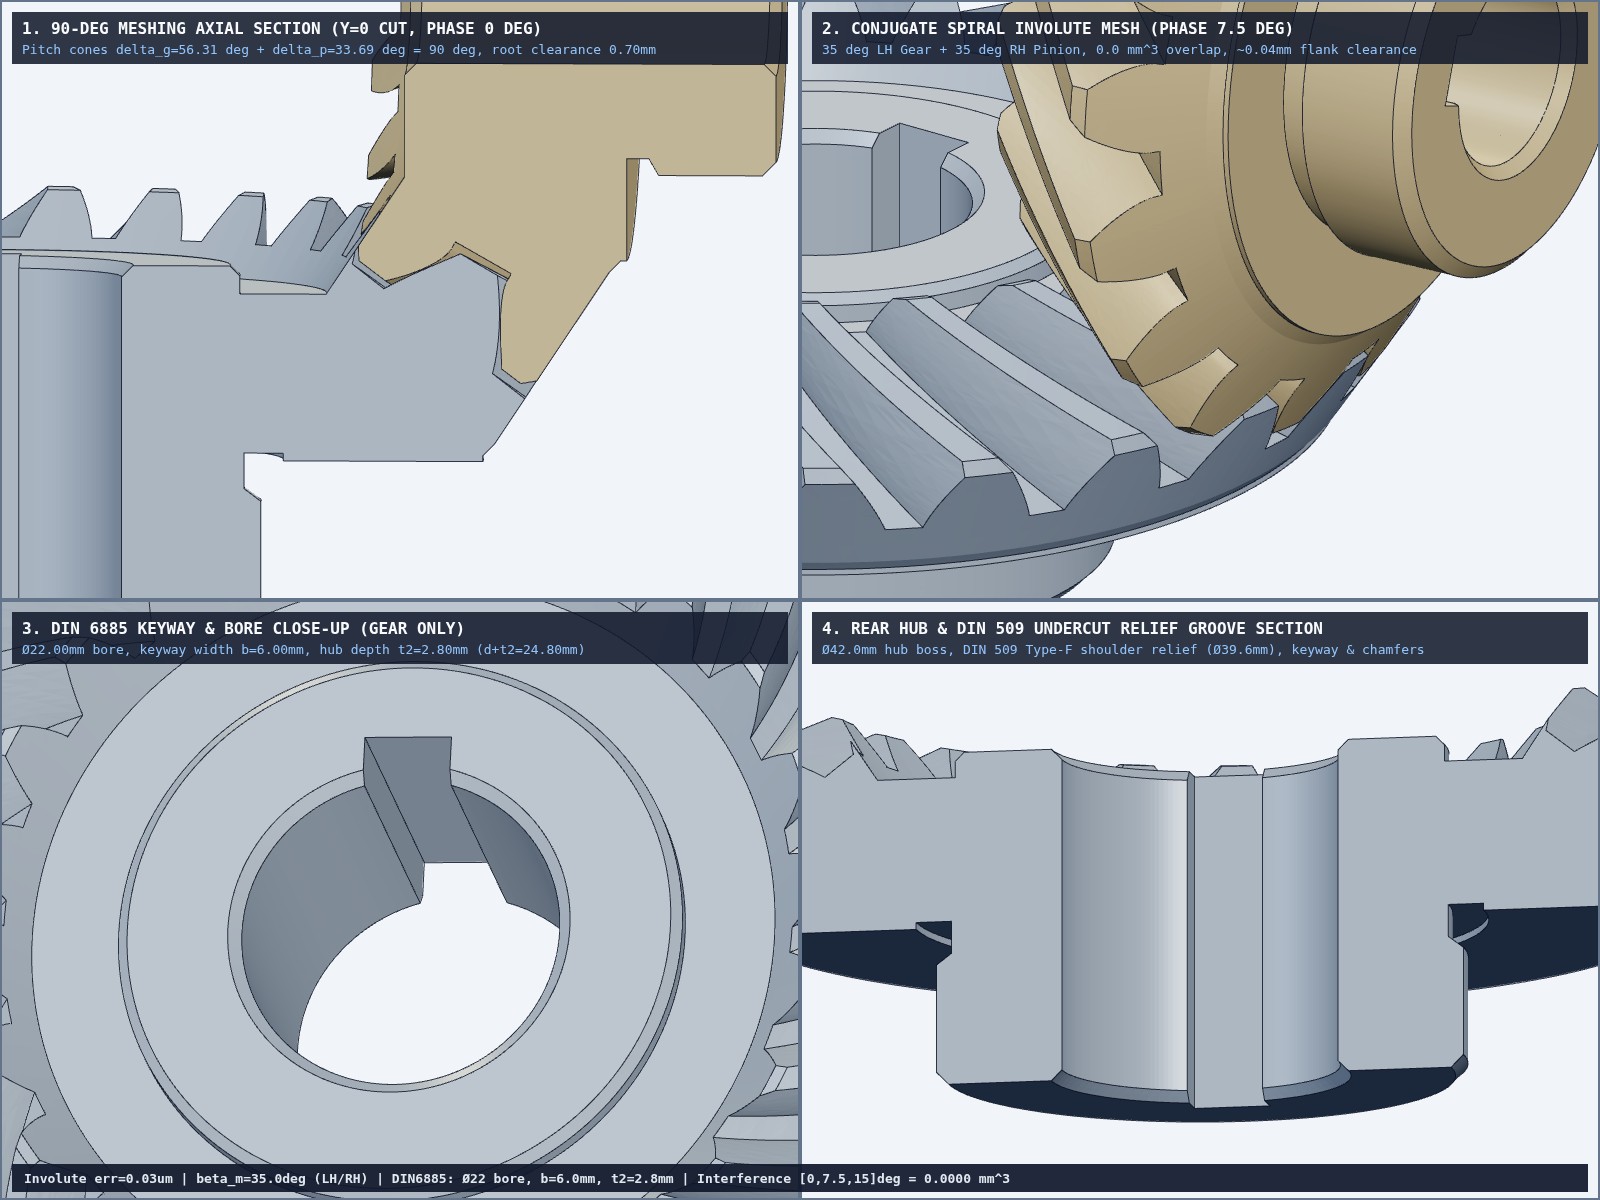 1. 90-DEG MESHING AXIAL SECTION (Y=0 CUT, PHASE 0 DEG)
Pitch cones delta_g=56.31 deg + delta_p=33.69 deg = 90 deg, root clearance 0.70mm
2. CONJUGATE SPIRAL INVOLUTE MESH (PHASE 7.5 DEG)
35 deg LH Gear + 35 deg RH Pinion, 0.0 mm^3 overlap, ~0.04mm flank clearance
3. DIN 6885 KEYWAY & BORE CLOSE-UP (GEAR ONLY)
Ø22.00mm bore, keyway width b=6.00mm, hub depth t2=2.80mm (d+t2=24.80mm)
4. REAR HUB & DIN 509 UNDERCUT RELIEF GROOVE SECTION
Ø42.0mm hub boss, DIN 509 Type-F shoulder relief (Ø39.6mm), keyway & chamfers
Involute err=0.03um | beta_m=35.0deg (LH/RH) | DIN6885: Ø22 bore, b=6.0mm, t2=2.8mm | Interference [0,7.5,15]deg = 0.0000 mm^3